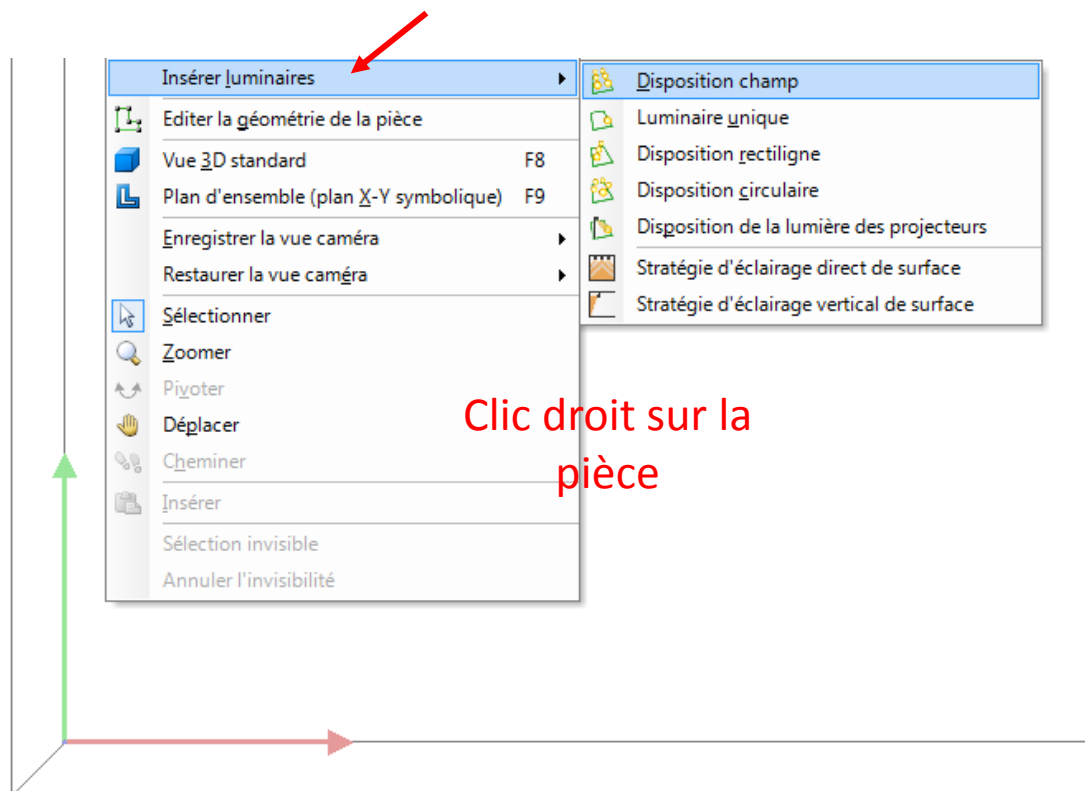 Insérer luminaires
Editer la géométrie de la pièce
Vue 3D standard F8
Plan d'ensemble (plan X-Y symbolique) F9
Enregistrer la vue caméra
Restaurer la vue caméra
Sélectionner
Zoomer
Pivoter
Déplacer
Cheminer
Insérer
Sélection invisible
Annuler l'invisibilité
Disposition champ
Luminaire unique
Disposition rectiligne
Disposition circulaire
Disposition de la lumière des projecteurs
Stratégie d'éclairage direct de surface
Stratégie d'éclairage vertical de surface
Clic droit sur la
pièce